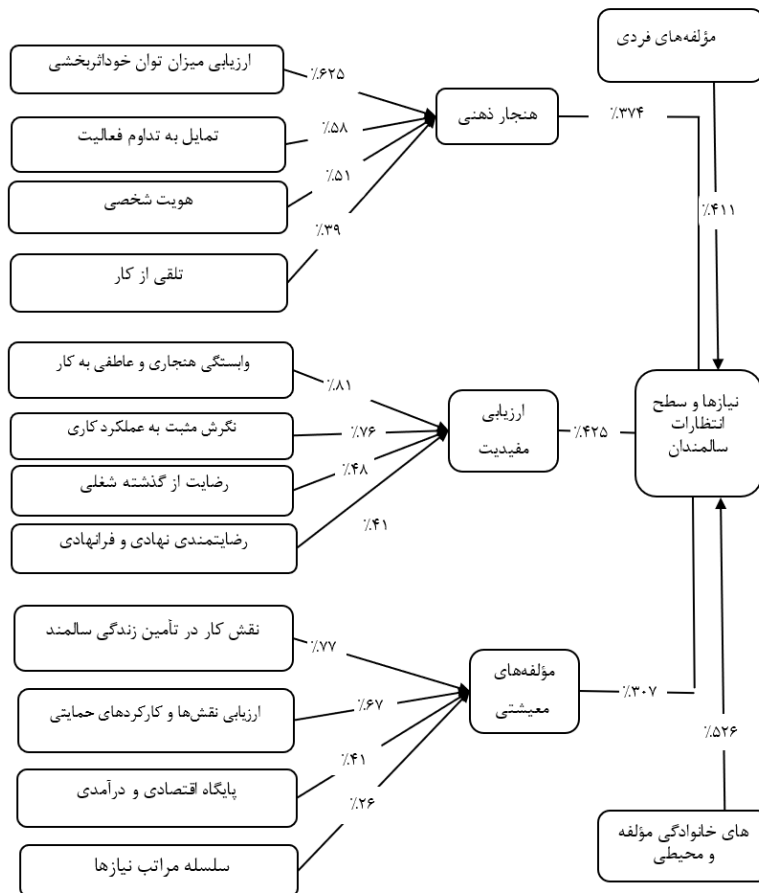 مؤلفه‌های فردی
ارزیابی میزان توان خوداثربخشی
٪۶۲۵
هنجار ذهنی
٪۳۷۴
تمایل به تداوم فعالیت
٪۵۸
هویت شخصی
٪۵۱
٪۴۱۱
تلقی از کار
٪۳۹
وابستگی هنجاری و عاطفی به کار
٪۸۱
نیازها و سطح
انتظارات
سالمندان
ارزیابی
مفیدیت
٪۴۲۵
نگرش مثبت به عملکرد کاری
٪۷۶
رضایت از گذشته شغلی
٪۴۸
رضایتمندی نهادی و فرانهادی
٪۴۱
نقش کار در تأمین زندگی سالمند
٪۷۷
مؤلفه‌های
معیشتی
٪۳۰۷
ارزیابی نقش‌ها و کارکردهای حمایتی
٪۶۷
٪۵۲۶
پایگاه اقتصادی و درآمدی
٪۴۱
سلسله مراتب نیازها
٪۲۶
های خانوادگی مؤلفه
و محیطی